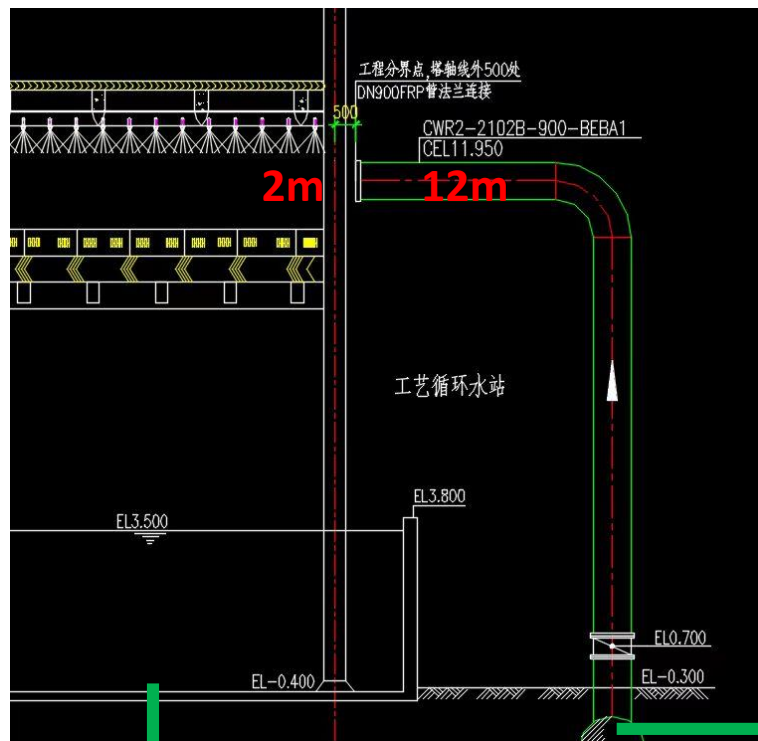 工程分界点,塔轴线外500处
DN900FRP管法兰连接
500
CWR2-2102B-900-BEBA1
CEL11.950
2m
12m
工艺循环水站
EL3.800
EL3.500
EL0.700
EL-0.400
EL-0.300